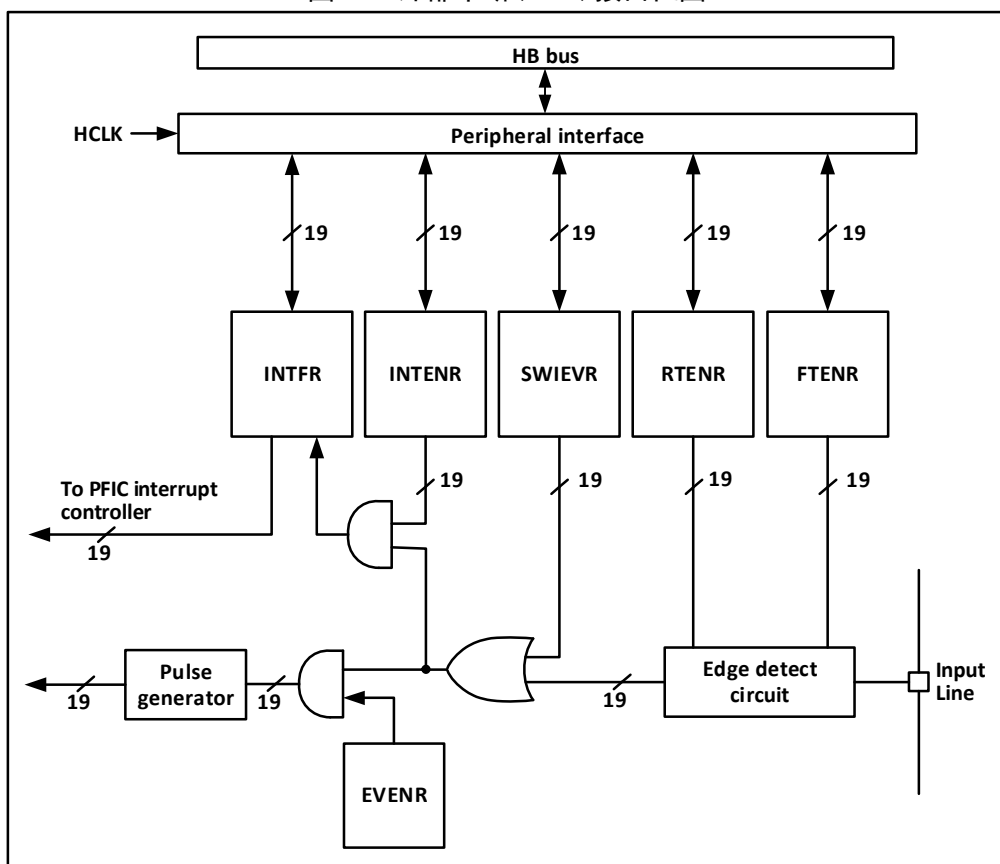 HB bus
HCLK
Peripheral interface
19
19
19
19
19
INTFR
INTENR
SWIEVR
RTENR
FTENR
19
19
19
19
To PFIC interrupt
controller
19
Pulse
generator
19
19
19
Edge detect
circuit
Input
Line
EVENR